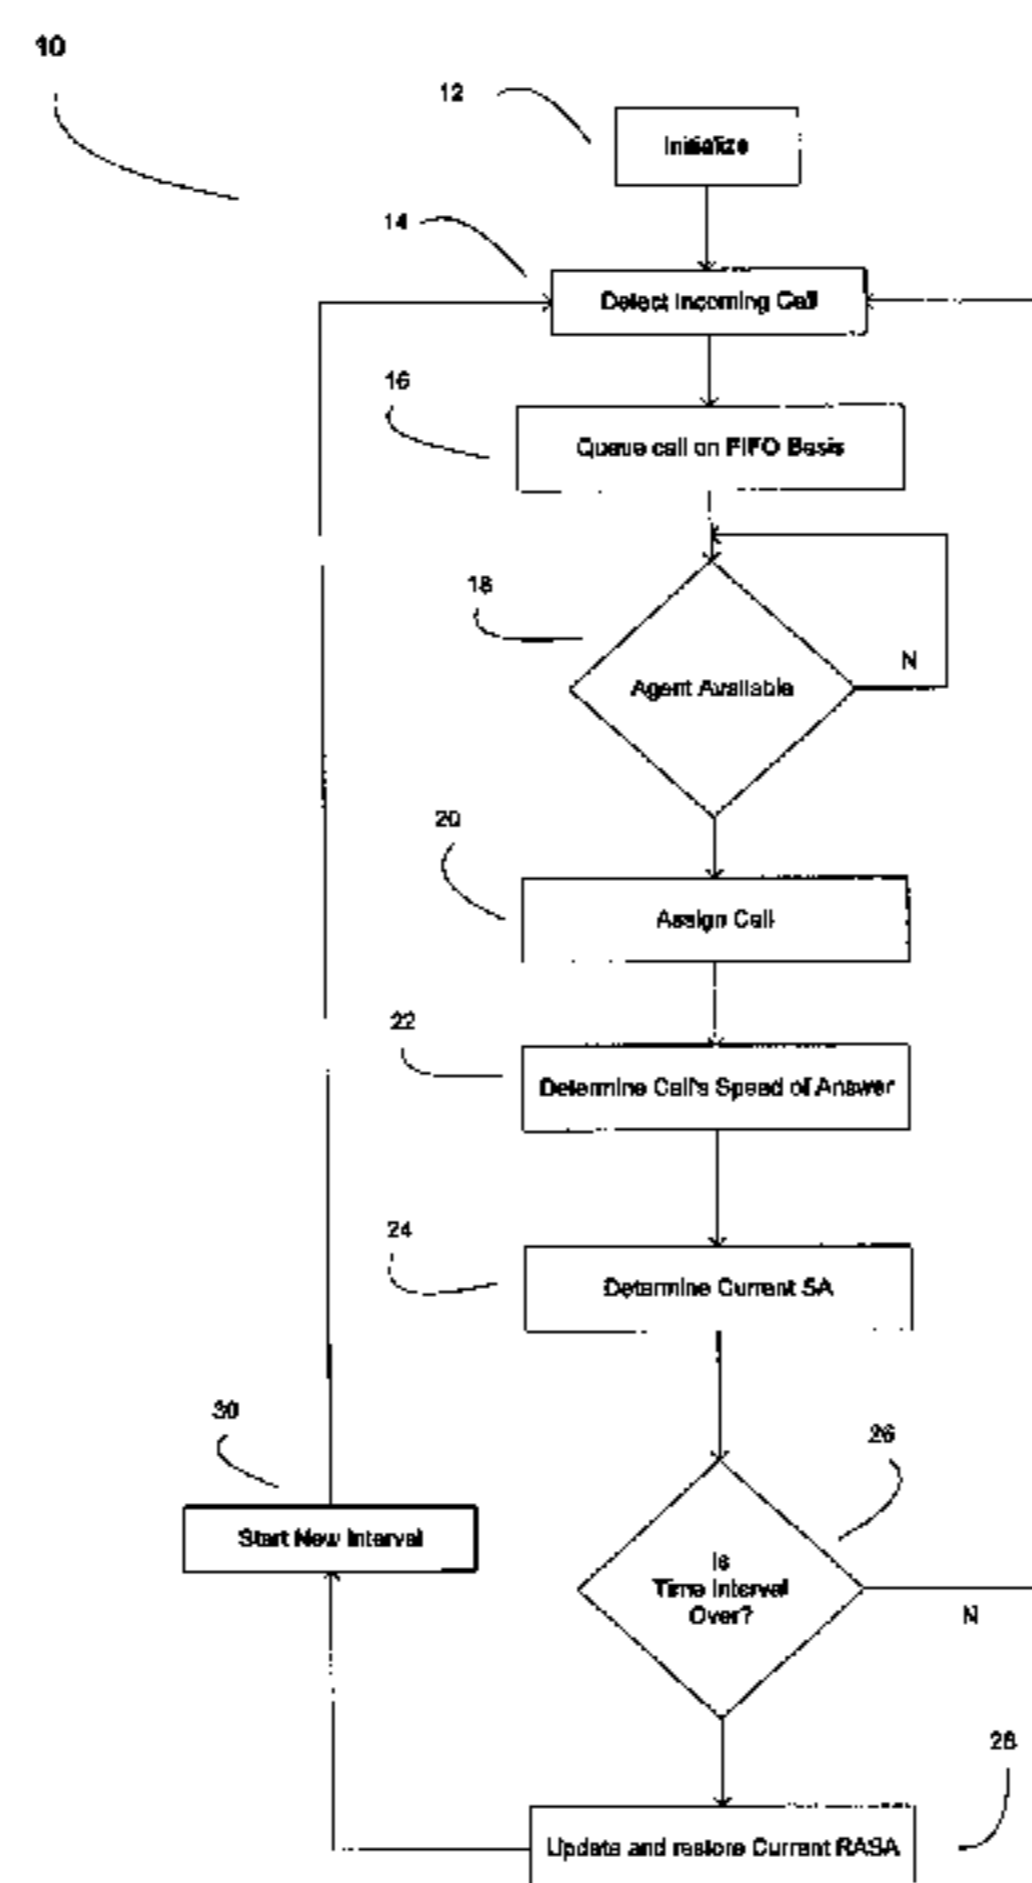 10
12
Initialize
14
Detect Incoming Call
16
Queue call on FIFO Basis
18
Agent Available
N
20
Assign Call
22
Determine Call's Speed of Answer
24
Determine Current SA
26
Is
Time Interval
Over?
N
30
Start New Interval
28
Update and restore Current RASA